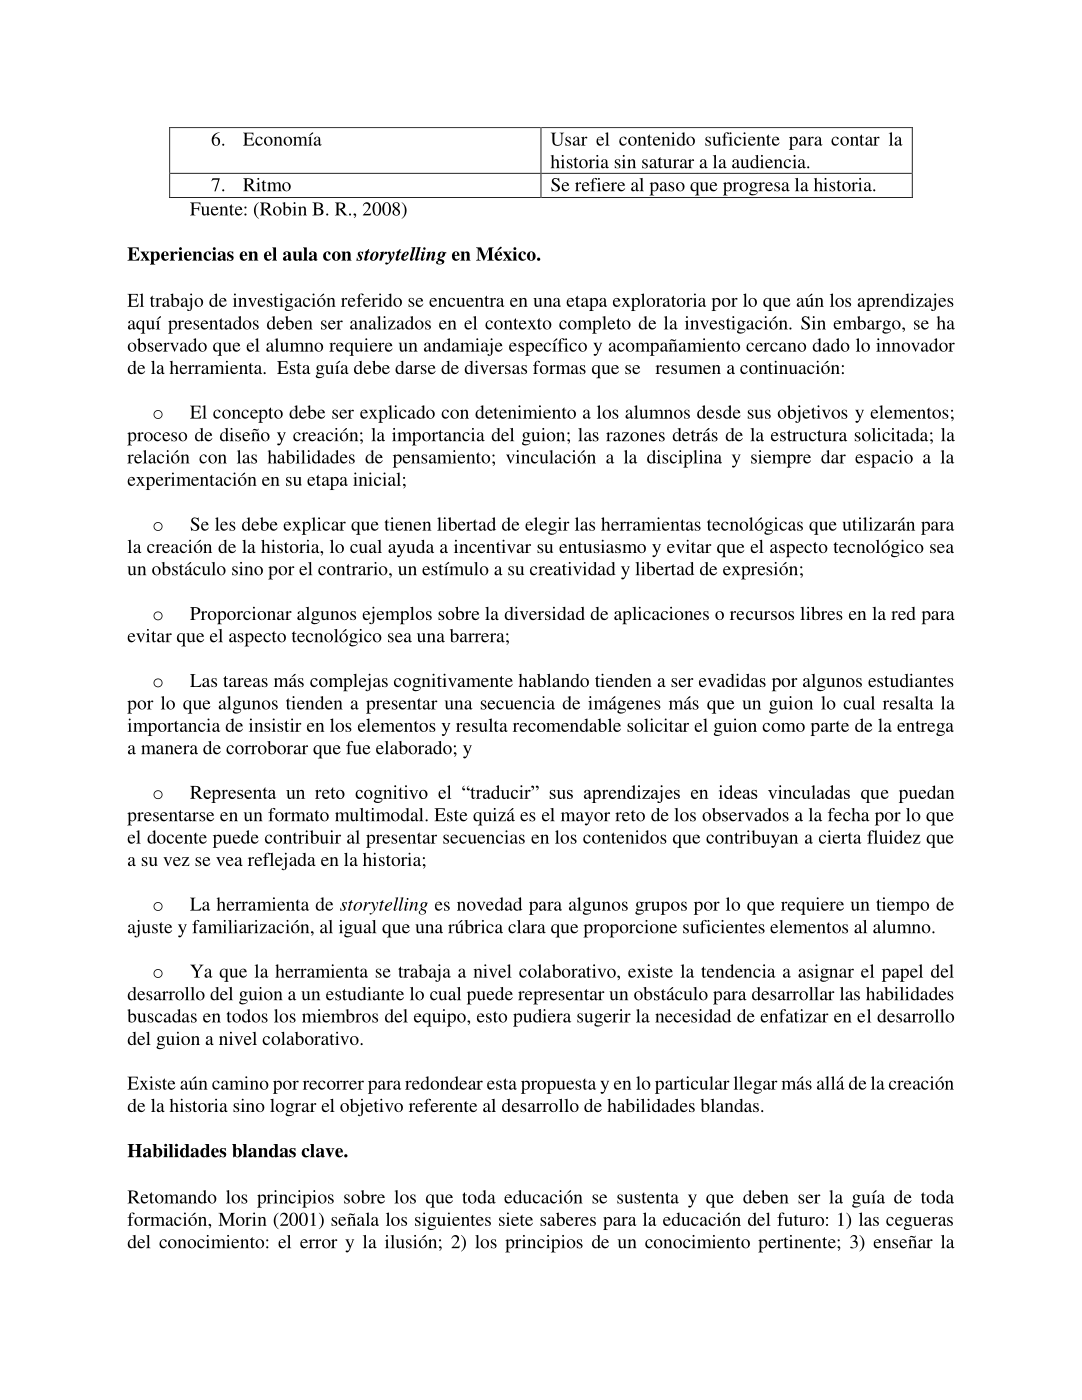 6. Economía
Usar el contenido suficiente para contar la
historia sin saturar a la audiencia.
7. Ritmo
Se refiere al paso que progresa la historia.
Fuente: (Robin B. R., 2008)
Experiencias en el aula con storytelling en México.
El trabajo de investigación referido se encuentra en una etapa exploratoria por lo que aún los aprendizajes
aquí presentados deben ser analizados en el contexto completo de la investigación. Sin embargo, se ha
observado que el alumno requiere un andamiaje específico y acompañamiento cercano dado lo innovador
de la herramienta. Esta guía debe darse de diversas formas que se resumen a continuación:
o El concepto debe ser explicado con detenimiento a los alumnos desde sus objetivos y elementos;
proceso de diseño y creación; la importancia del guion; las razones detrás de la estructura solicitada; la
relación con las habilidades de pensamiento; vinculación a la disciplina y siempre dar espacio a la
experimentación en su etapa inicial;
o Se les debe explicar que tienen libertad de elegir las herramientas tecnológicas que utilizarán para
la creación de la historia, lo cual ayuda a incentivar su entusiasmo y evitar que el aspecto tecnológico sea
un obstáculo sino por el contrario, un estímulo a su creatividad y libertad de expresión;
o Proporcionar algunos ejemplos sobre la diversidad de aplicaciones o recursos libres en la red para
evitar que el aspecto tecnológico sea una barrera;
o Las tareas más complejas cognitivamente hablando tienden a ser evadidas por algunos estudiantes
por lo que algunos tienden a presentar una secuencia de imágenes más que un guion lo cual resalta la
importancia de insistir en los elementos y resulta recomendable solicitar el guion como parte de la entrega
a manera de corroborar que fue elaborado; y
o Representa un reto cognitivo el “traducir” sus aprendizajes en ideas vinculadas que puedan
presentarse en un formato multimodal. Este quizá es el mayor reto de los observados a la fecha por lo que
el docente puede contribuir al presentar secuencias en los contenidos que contribuyan a cierta fluidez que
a su vez se vea reflejada en la historia;
o La herramienta de storytelling es novedad para algunos grupos por lo que requiere un tiempo de
ajuste y familiarización, al igual que una rúbrica clara que proporcione suficientes elementos al alumno.
o Ya que la herramienta se trabaja a nivel colaborativo, existe la tendencia a asignar el papel del
desarrollo del guion a un estudiante lo cual puede representar un obstáculo para desarrollar las habilidades
buscadas en todos los miembros del equipo, esto pudiera sugerir la necesidad de enfatizar en el desarrollo
del guion a nivel colaborativo.
Existe aún camino por recorrer para redondear esta propuesta y en lo particular llegar más allá de la creación
de la historia sino lograr el objetivo referente al desarrollo de habilidades blandas.
Habilidades blandas clave.
Retomando los principios sobre los que toda educación se sustenta y que deben ser la guía de toda
formación, Morin (2001) señala los siguientes siete saberes para la educación del futuro: 1) las cegueras
del conocimiento: el error y la ilusión; 2) los principios de un conocimiento pertinente; 3) enseñar la